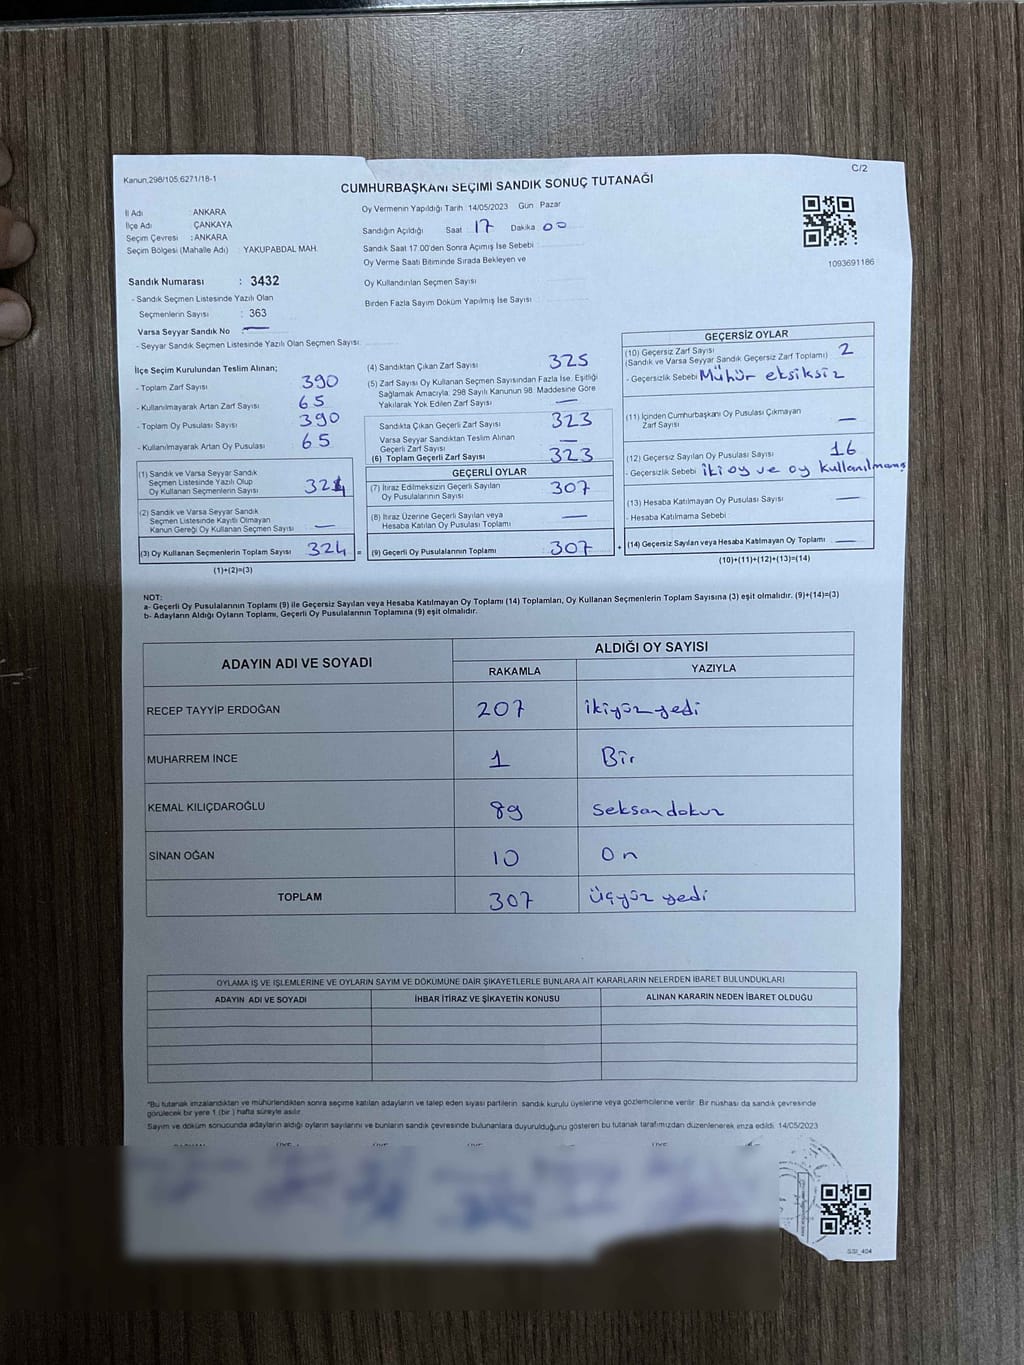 Kanun,298/105.6271/18-1
C/2
CUMHURBAŞKANI SEÇİMİ SANDIK SONUÇ TUTANAĞI
İl Adı : ANKARA
İlçe Adı : ÇANKAYA
Seçim Çevresi : ANKARA
Seçim Bölgesi (Mahalle Adı) YAKUPABDAL MAH.
Sandık Numarası : 3432
- Sandık Seçmen Listesinde Yazılı Olan
Seçmenlerin Sayısı : 363
Varsa Seyyar Sandık No —
- Seyyar Sandık Seçmen Listesinde Yazılı Olan Seçmen Sayısı:
Oy Vermenin Yapıldığı Tarih 14/05/2023 Gün Pazar
Sandığın Açıldığı Saat 17 Dakika 00
Sandık Saat 17.00'den Sonra Açımış İse Sebebi
Oy Verme Saati Bitiminde Sırada Bekleyen ve
Oy Kullandırılan Seçmen Sayısı
Birden Fazla Sayım Döküm Yapılmış İse Sayısı
1093691186
İlçe Seçim Kurulundan Teslim Alınan;
- Toplam Zarf Sayısı 390
- Kullanılmayarak Artan Zarf Sayısı 65
- Toplam Oy Pusulası Sayısı 390
- Kullanılmayarak Artan Oy Pusulası 65
(1) Sandık ve Varsa Seyyar Sandık
Seçmen Listesinde Yazılı Olup
Oy Kullanan Seçmenlerin Sayısı 324
(2) Sandık ve Varsa Seyyar Sandık
Seçmen Listesinde Kayıtlı Olmayan
Kanun Gereği Oy Kullanan Seçmen Sayısı —
(3) Oy Kullanan Seçmenlerin Toplam Sayısı 324 =
(1)+(2)=(3)
(4) Sandıktan Çıkan Zarf Sayısı 325
(5) Zarf Sayısı Oy Kullanan Seçmen Sayısından Fazla İse, Eşitliği
Sağlamak Amacıyla; 298 Sayılı Kanunun 98. Maddesine Göre
Yakılarak Yok Edilen Zarf Sayısı —
Sandıkta Çıkan Geçerli Zarf Sayısı 323
Varsa Seyyar Sandıktan Teslim Alınan
Geçerli Zarf Sayısı —
(6) Toplam Geçerli Zarf Sayısı 323
GEÇERLİ OYLAR
(7) İtiraz Edilmeksizin Geçerli Sayılan
Oy Pusulalarının Sayısı 307
(8) İtiraz Üzerine Geçerli Sayılan veya
Hesaba Katılan Oy Pusulası Toplamı —
(9) Geçerli Oy Pusulalarının Toplamı 307 +
GEÇERSİZ OYLAR
(10) Geçersiz Zarf Sayısı
(Sandık ve Varsa Seyyar Sandık Geçersiz Zarf Toplamı) 2
- Geçersizlik Sebebi Mühür eksiksiz
(11) İçinden Cumhurbaşkanı Oy Pusulası Çıkmayan
Zarf Sayısı —
(12) Geçersiz Sayılan Oy Pusulası Sayısı 16
- Geçersizlik Sebebi iki oy ve oy kullanılmamış
(13) Hesaba Katılmayan Oy Pusulası Sayısı —
- Hesaba Katılmama Sebebi
(14) Geçersiz Sayılan veya Hesaba Katılmayan Oy Toplamı —
(10)+(11)+(12)+(13)=(14)
NOT:
a- Geçerli Oy Pusulalarının Toplamı (9) ile Geçersiz Sayılan veya Hesaba Katılmayan Oy Toplamı (14) Toplamları, Oy Kullanan Seçmenlerin Toplam Sayısına (3) eşit olmalıdır. (9)+(14)=(3)
b- Adayların Aldığı Oyların Toplamı, Geçerli Oy Pusulalarının Toplamına (9) eşit olmalıdır.
ADAYIN ADI VE SOYADI
ALDIĞI OY SAYISI
RAKAMLA YAZIYLA
RECEP TAYYİP ERDOĞAN 207 ikiyüz yedi
MUHARREM İNCE 1 Bir
KEMAL KILIÇDAROĞLU 89 seksandokuz
SİNAN OĞAN 10 On
TOPLAM 307 üçyüz yedi
OYLAMA İŞ VE İŞLEMLERİNE VE OYLARIN SAYIM VE DÖKÜMÜNE DAİR ŞİKAYETLERLE BUNLARA AİT KARARLARIN NELERDEN İBARET BULUNDUKLARI
ADAYIN ADI VE SOYADI İHBAR İTİRAZ VE ŞİKAYETİN KONUSU ALINAN KARARIN NEDEN İBARET OLDUĞU
*Bu tutanak imzalandıktan ve mühürlendikten sonra seçime katılan adayların ve talep eden siyasi partilerin, sandık kurulu üyelerine veya gözlemcilerine verilir. Bir nüshası da sandık çevresinde
görülecek bir yere 1 (bir ) hafta süreyle asılır.
Sayım ve döküm sonucunda adayların aldığı oyların sayılarını ve bunların sandık çevresinde bulunanlara duyurulduğunu gösteren bu tutanak tarafımızdan düzenlenerek imza edildi. 14/05/2023
SSI_404